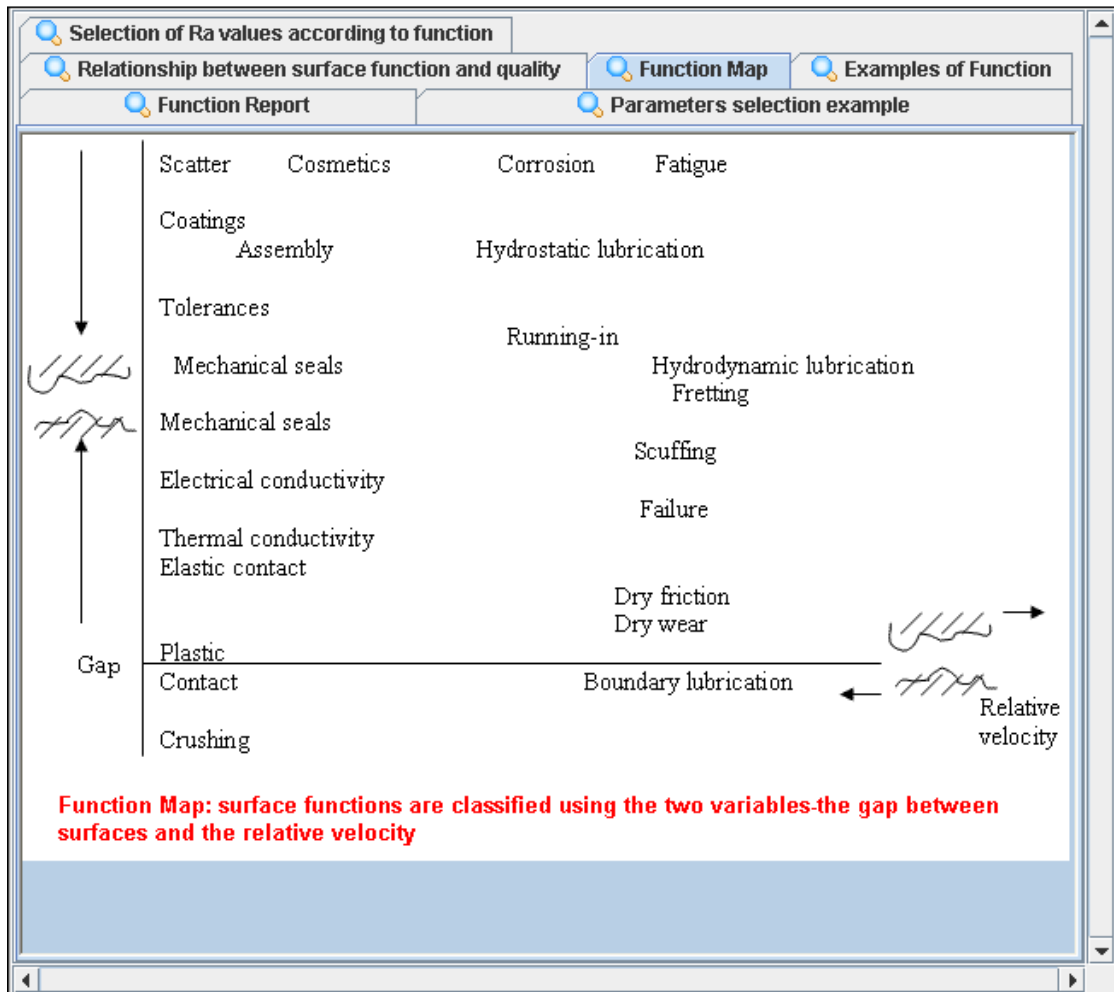 Selection of Ra values according to function
Relationship between surface function and quality Function Map Examples of Function
Function Report Parameters selection example
Scatter Cosmetics Corrosion Fatigue
Coatings
Assembly Hydrostatic lubrication
Tolerances
Running-in
Mechanical seals Hydrodynamic lubrication
Fretting
Mechanical seals
Scuffing
Electrical conductivity
Failure
Thermal conductivity
Elastic contact
Dry friction
Dry wear
Plastic
Gap
Contact Boundary lubrication
Relative
velocity
Crushing
Function Map: surface functions are classified using the two variables-the gap between
surfaces and the relative velocity